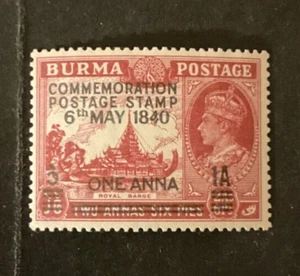 BURMA POSTAGE
COMMEMORATION
POSTAGE STAMP
6th MAY 1840
ONE ANNA 1A
ROYAL BARGE
TWO ANNAS SIX PIES